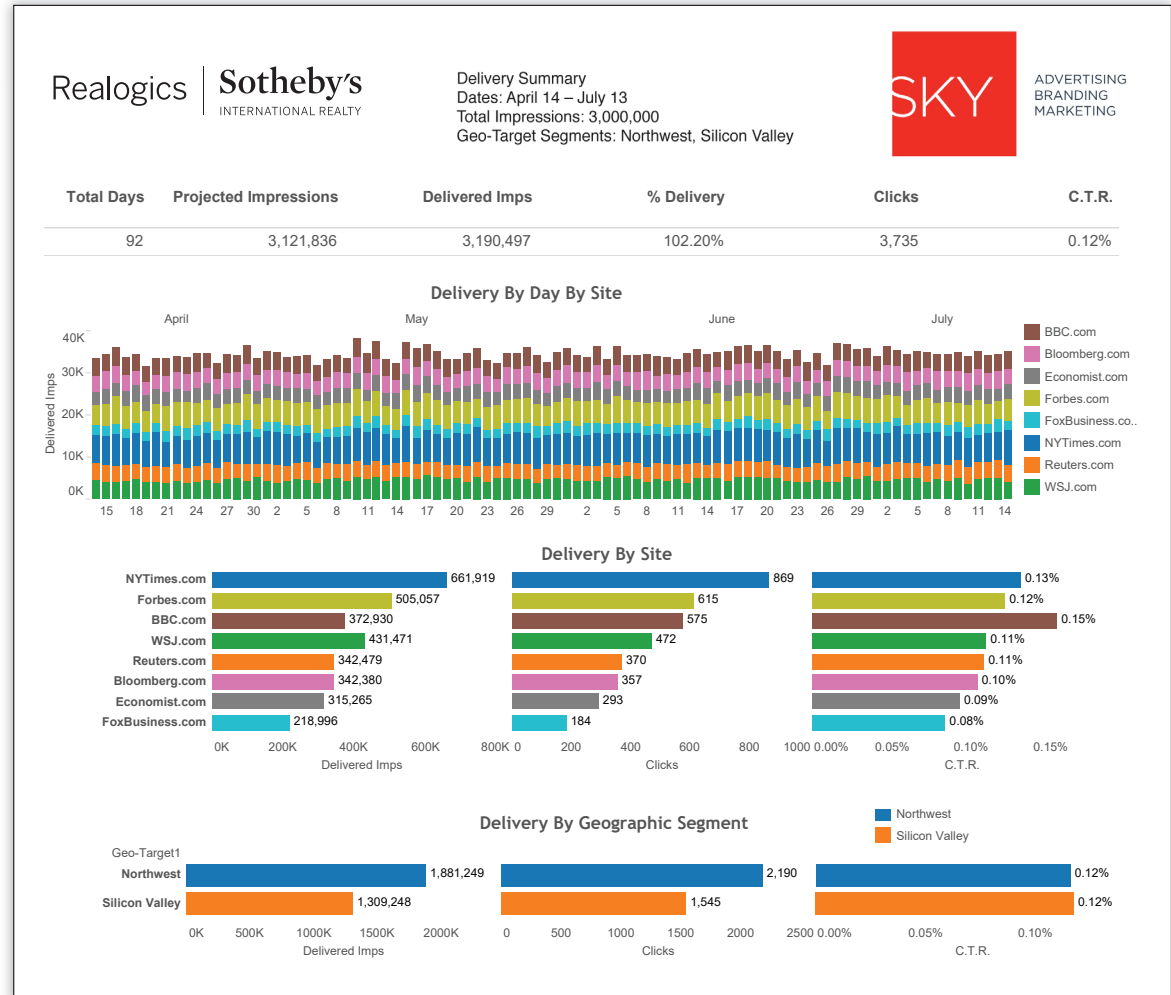 Realogics
Sotheby's
INTERNATIONAL REALTY
Delivery Summary
Dates: April 14 – July 13
Total Impressions: 3,000,000
Geo-Target Segments: Northwest, Silicon Valley
SKY
ADVERTISING
BRANDING
MARKETING
Total Days Projected Impressions Delivered Imps % Delivery Clicks C.T.R.
92 3,121,836 3,190,497 102.20% 3,735 0.12%
Delivery By Day By Site
April May June July
40K
30K
20K
10K
0K
Delivered Imps
15 18 21 24 27 30 2 5 8 11 14 17 20 23 26 29 2 5 8 11 14 17 20 23 26 29 2 5 8 11 14
BBC.com
Bloomberg.com
Economist.com
Forbes.com
FoxBusiness.co..
NYTimes.com
Reuters.com
WSJ.com
Delivery By Site
NYTimes.com 661,919 869 0.13%
Forbes.com 505,057 615 0.12%
BBC.com 372,930 575 0.15%
WSJ.com 431,471 472 0.11%
Reuters.com 342,479 370 0.11%
Bloomberg.com 342,380 357 0.10%
Economist.com 315,265 293 0.09%
FoxBusiness.com 218,996 184 0.08%
0K 200K 400K 600K 800K 0 200 400 600 800 1000 0.00% 0.05% 0.10% 0.15%
Delivered Imps Clicks C.T.R.
Delivery By Geographic Segment
Northwest
Silicon Valley
Geo-Target1
Northwest 1,881,249 2,190 0.12%
Silicon Valley 1,309,248 1,545 0.12%
0K 500K 1000K 1500K 2000K 0 500 1000 1500 2000 2500 0.00% 0.05% 0.10%
Delivered Imps Clicks C.T.R.